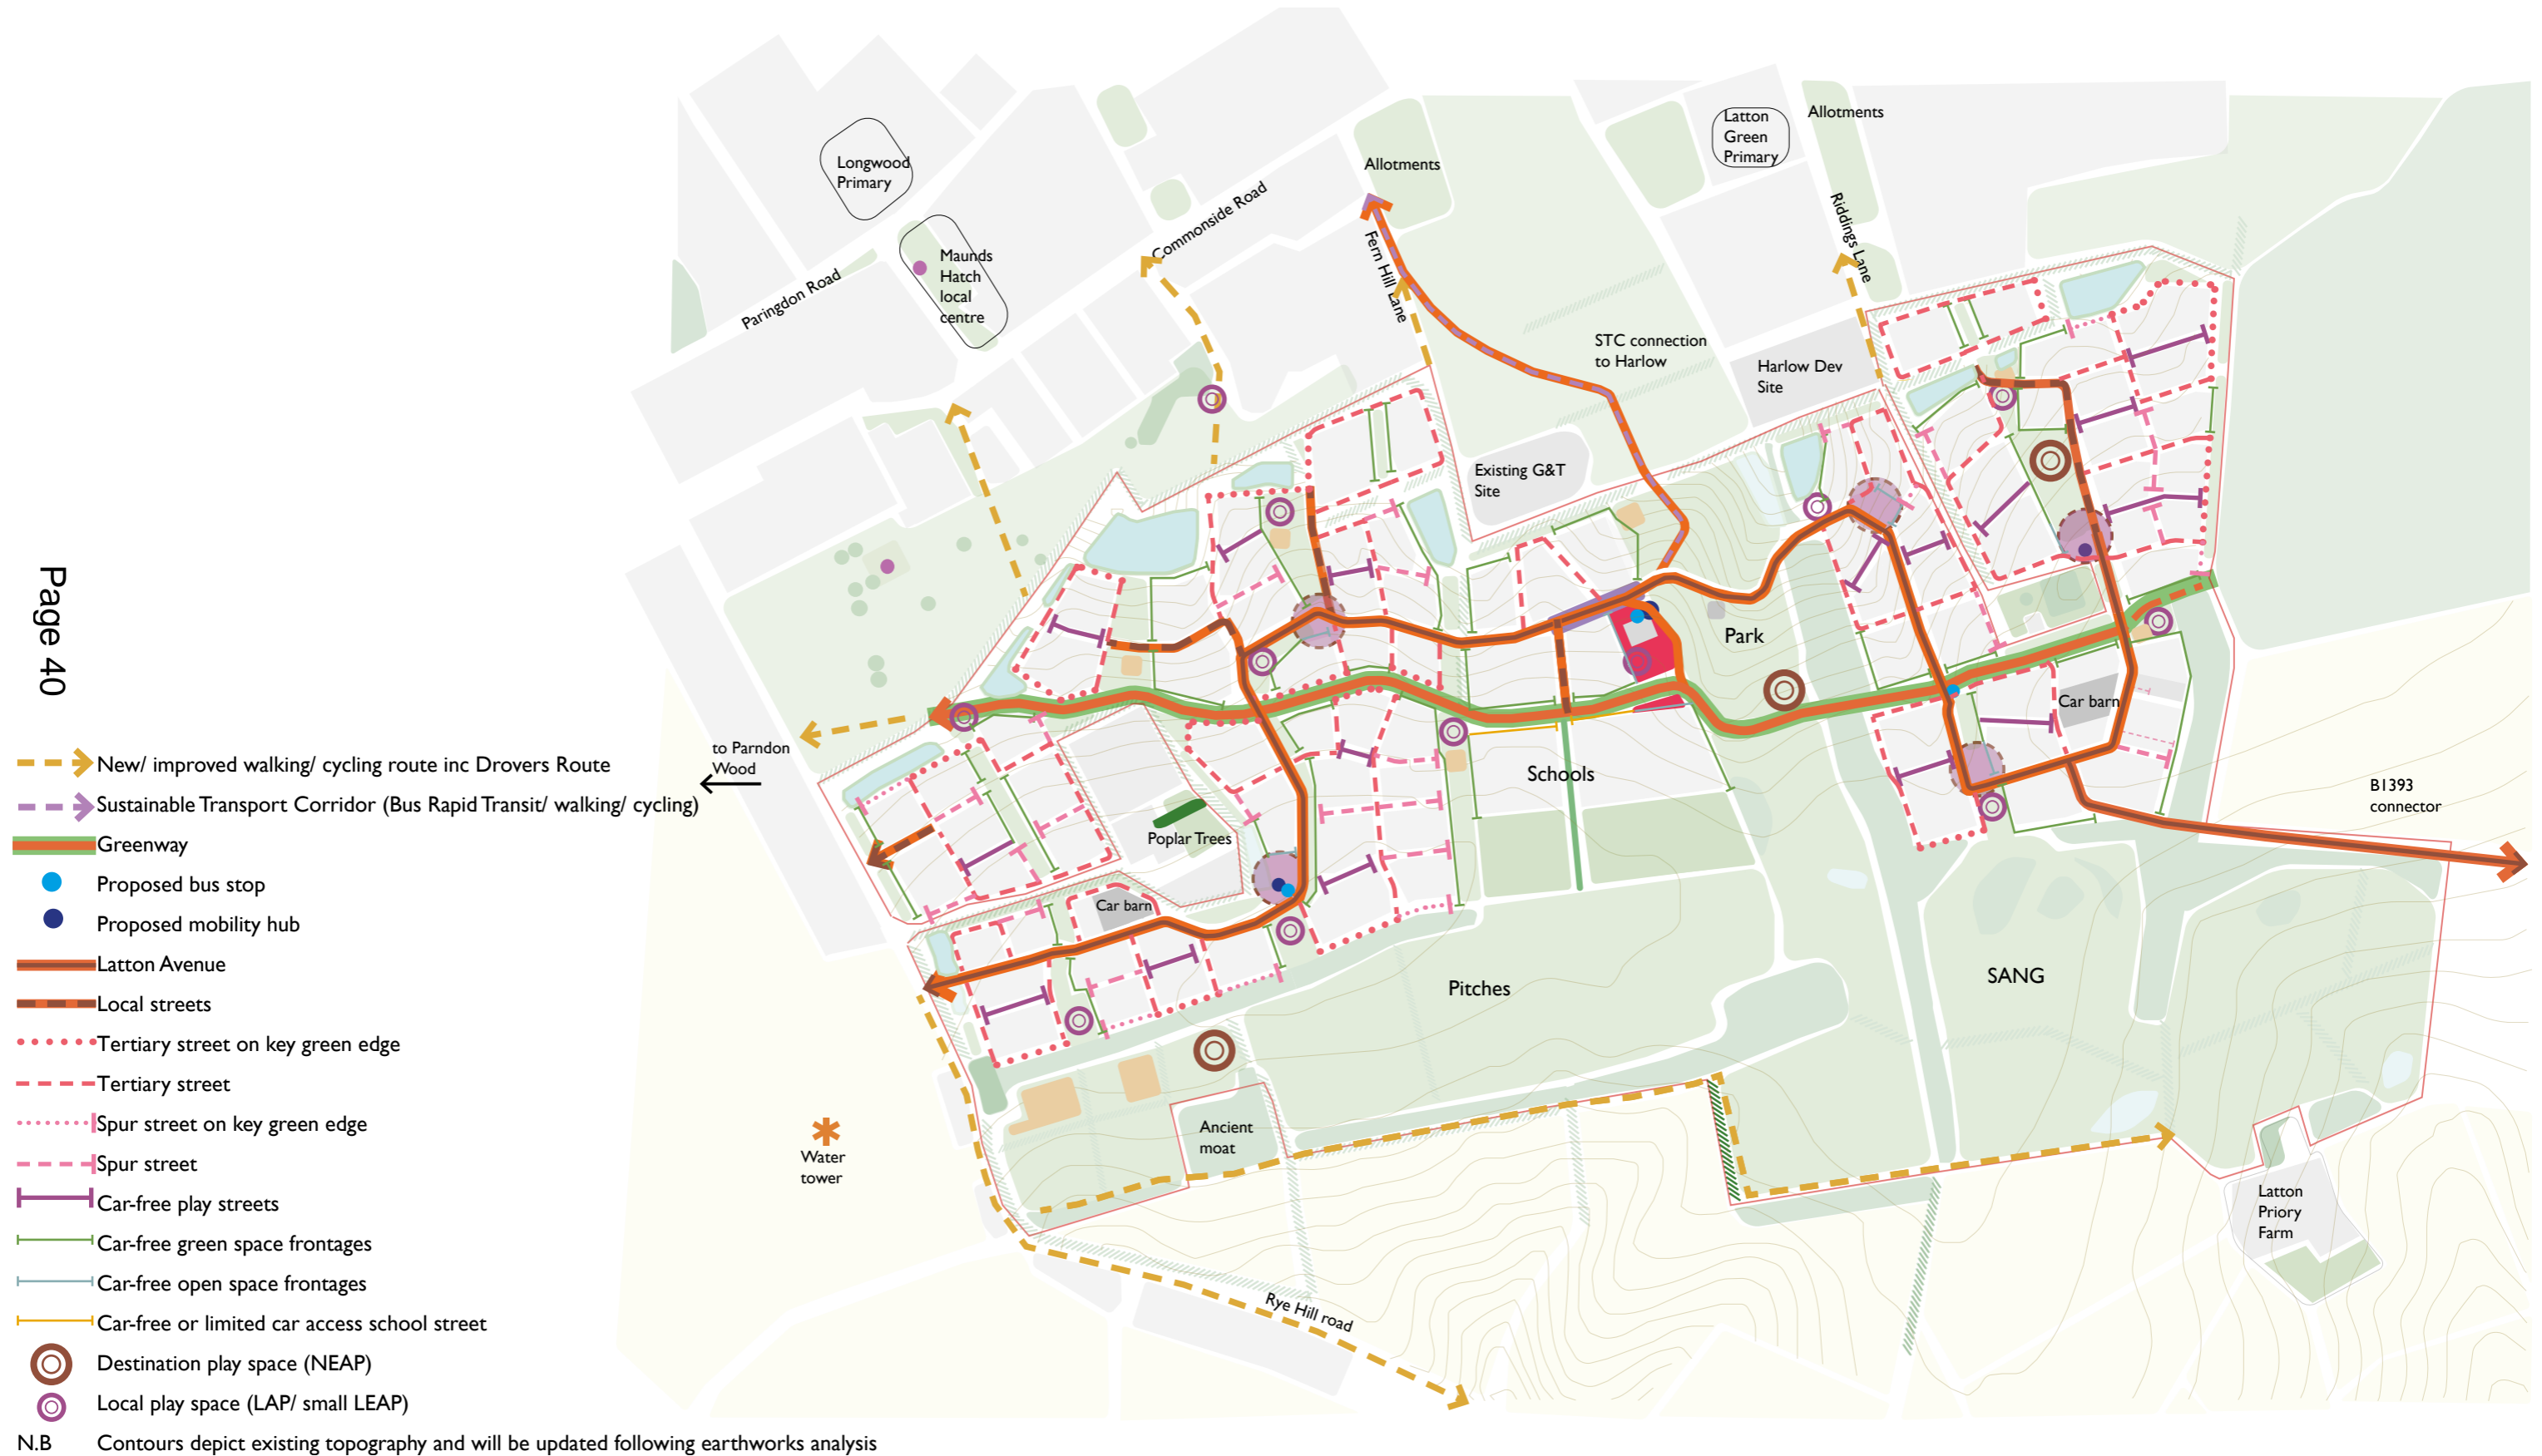 Allotments
Latton
Green
Primary
Longwood
Primary
Allotments
Commonside Road
Riddings Lane
Maunds
Hatch
local
centre
Paringdon Road
Fern Hill Lane
STC connection
to Harlow
Harlow Dev
Site
Existing G&T
Site
Page 40
Park
Car barn
to Parndon
Wood
Schools
B1393
connector
Poplar Trees
Car barn
SANG
Pitches
Ancient
moat
Water
tower
Latton
Priory
Farm
Rye Hill road
New/ improved walking/ cycling route inc Drovers Route
Sustainable Transport Corridor (Bus Rapid Transit/ walking/ cycling)
Greenway
Proposed bus stop
Proposed mobility hub
Latton Avenue
Local streets
Tertiary street on key green edge
Tertiary street
Spur street on key green edge
Spur street
Car-free play streets
Car-free green space frontages
Car-free open space frontages
Car-free or limited car access school street
Destination play space (NEAP)
Local play space (LAP/ small LEAP)
N.B Contours depict existing topography and will be updated following earthworks analysis